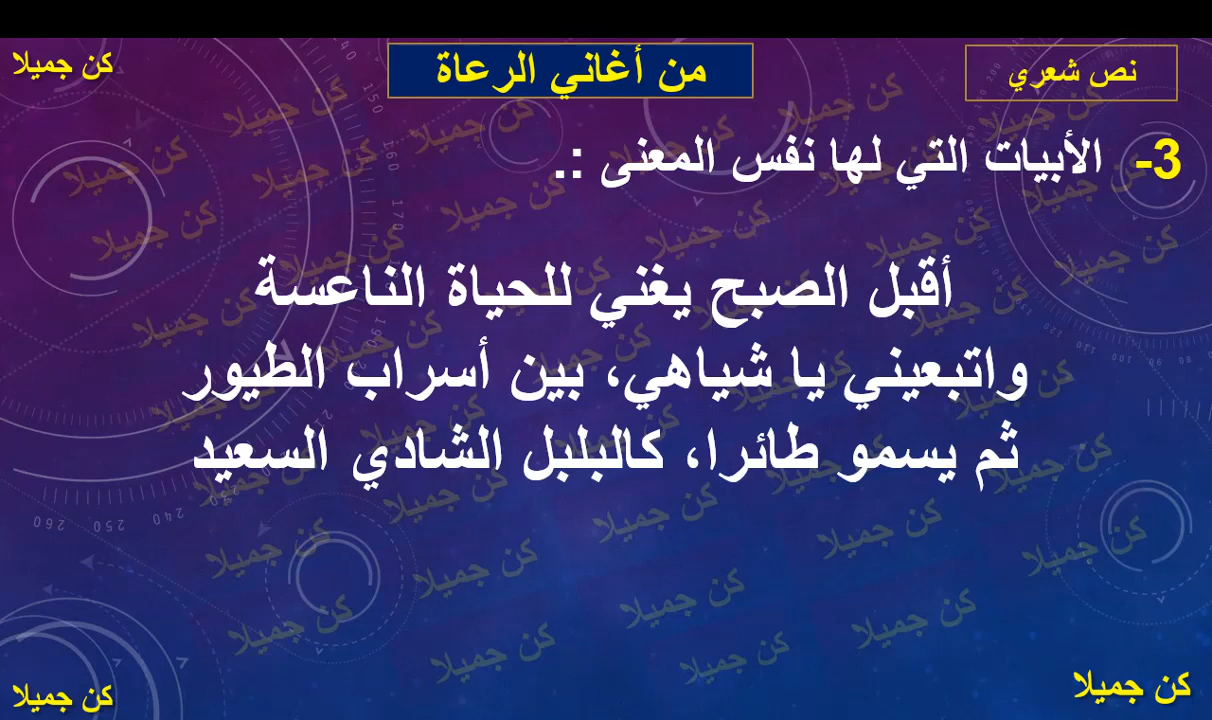 كن جميلا
من أغاني الرعاة
نص شعري
3- الأبيات التي لها نفس المعنى :.
أقبل الصبح يغني للحياة الناعسة
واتبعيني يا شياهي، بين أسراب الطيور
ثم يسمو طائرا، كالبلبل الشادي السعيد
كن جميلا
كن جميلا